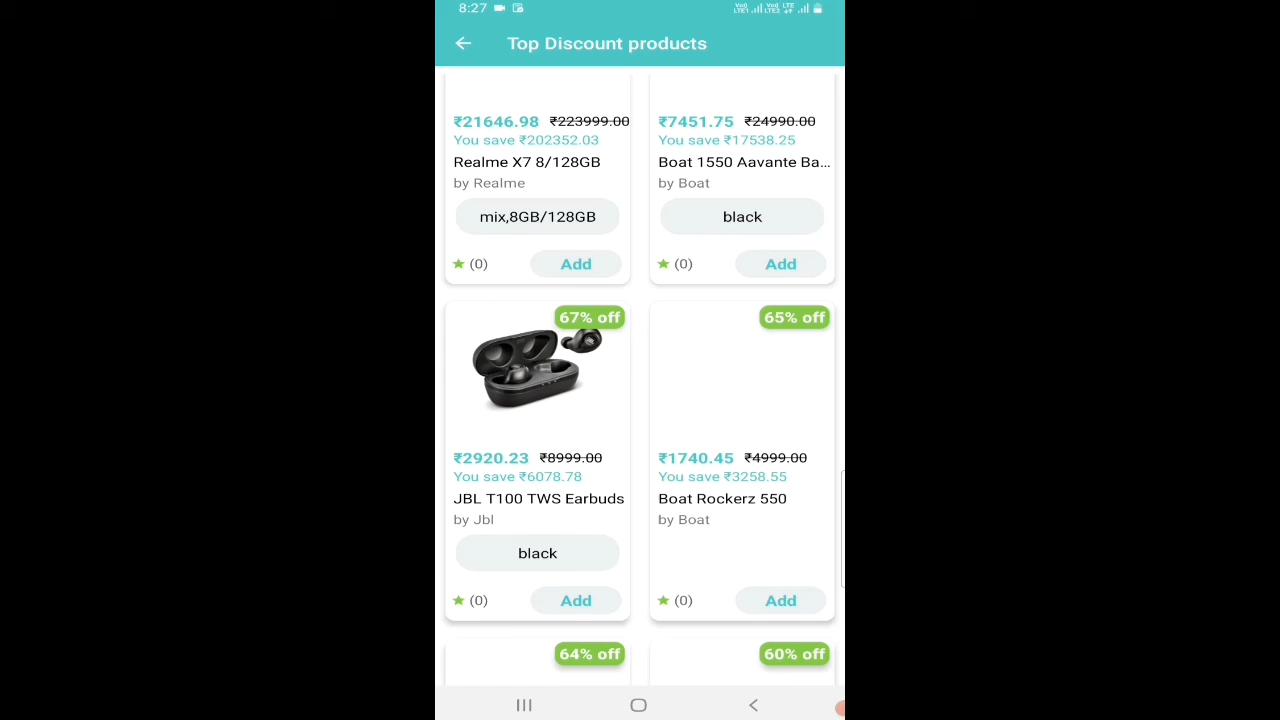 8:27
Top Discount products
₹21646.98 ₹223999.00
You save ₹202352.03
Realme X7 8/128GB
by Realme
mix,8GB/128GB
(0) Add
₹7451.75 ₹24990.00
You save ₹17538.25
Boat 1550 Aavante Ba...
by Boat
black
(0) Add
67% off
₹2920.23 ₹8999.00
You save ₹6078.78
JBL T100 TWS Earbuds
by Jbl
black
(0) Add
65% off
₹1740.45 ₹4999.00
You save ₹3258.55
Boat Rockerz 550
by Boat
(0) Add
64% off
60% off